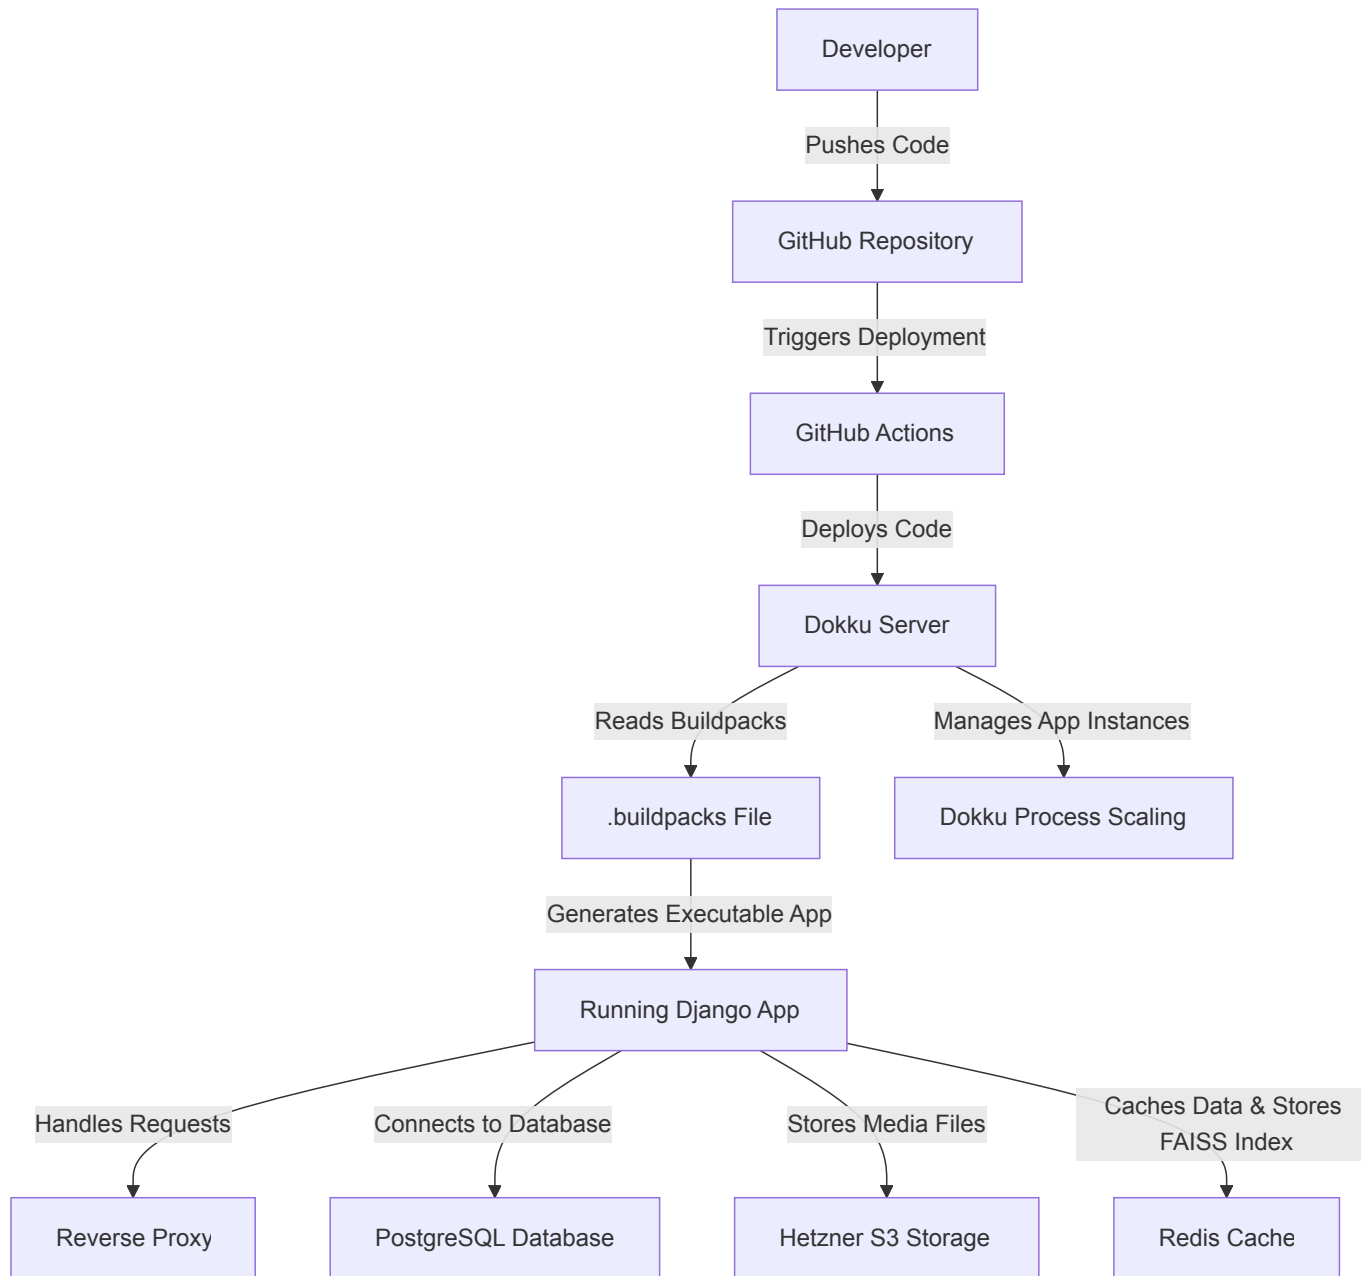 Developer
Pushes Code
GitHub Repository
Triggers Deployment
GitHub Actions
Deploys Code
Dokku Server
Reads Buildpacks
Manages App Instances
.buildpacks File
Dokku Process Scaling
Generates Executable App
Running Django App
Handles Requests
Connects to Database
Stores Media Files
Caches Data & Stores
FAISS Index
Reverse Proxy
PostgreSQL Database
Hetzner S3 Storage
Redis Cache